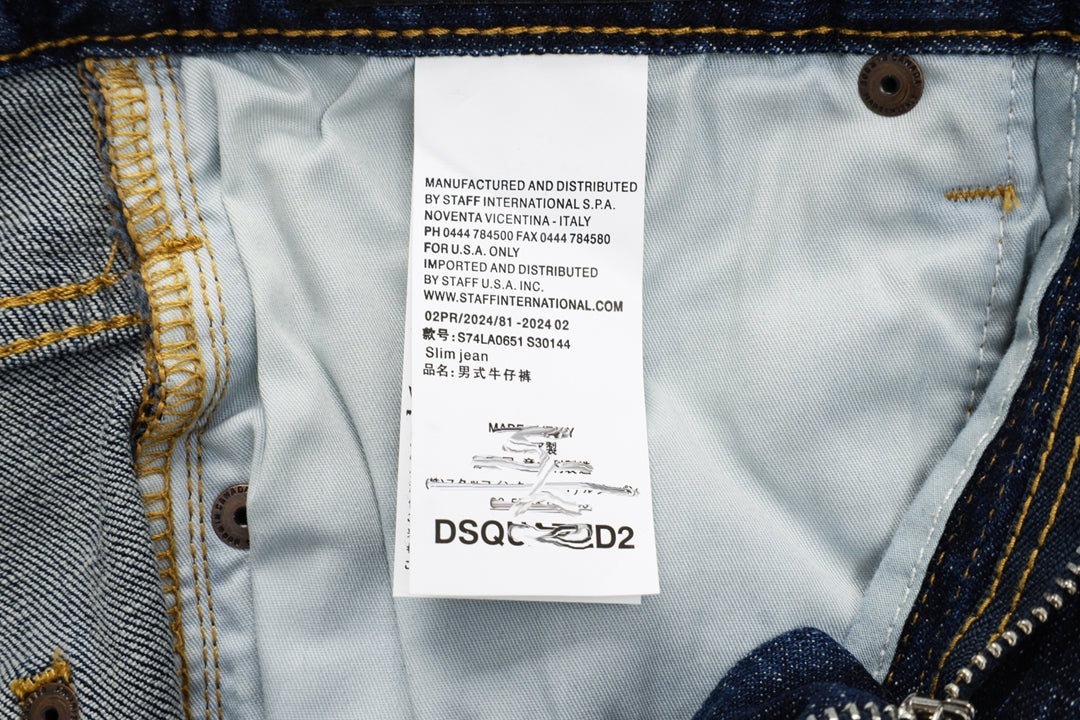 MANUFACTURED AND DISTRIBUTED
BY STAFF INTERNATIONAL S.P.A.
NOVENTA VICENTINA - ITALY
PH 0444 784500 FAX 0444 784580
FOR U.S.A. ONLY
IMPORTED AND DISTRIBUTED
BY STAFF U.S.A. INC.
WWW.STAFFINTERNATIONAL.COM
02PR/2024/81 -2024 02
款号: S74LA0651 S30144
Slim jean
品名: 男式牛仔裤
MADE
製